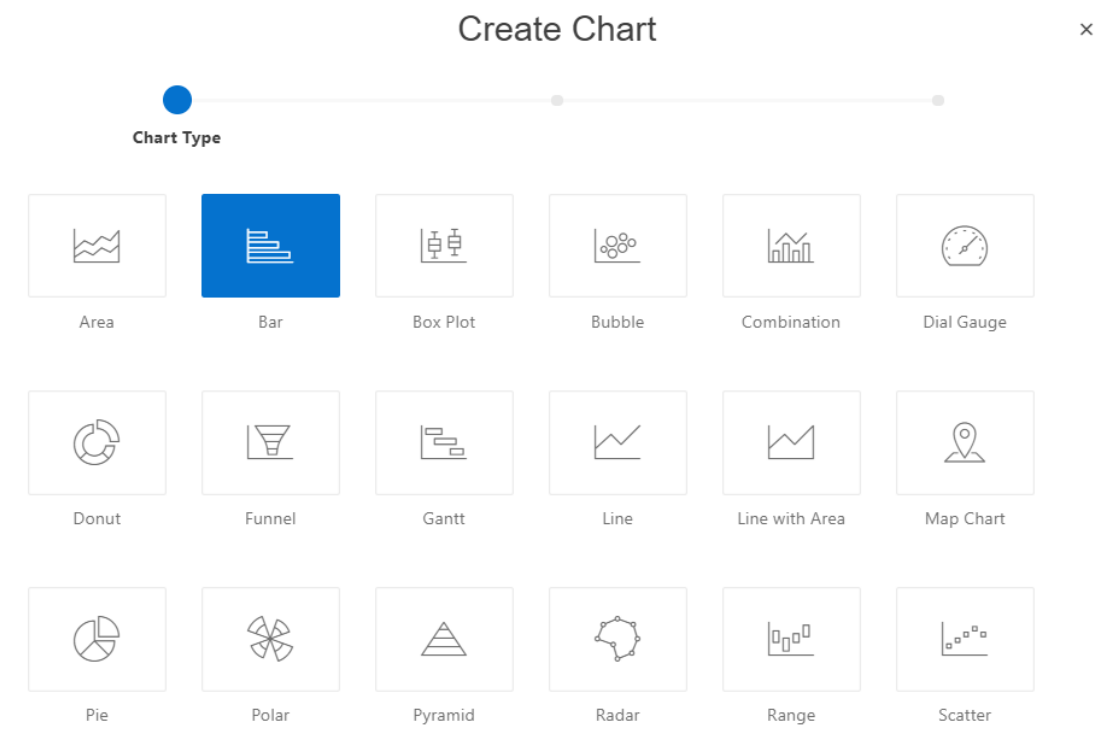 Create Chart
×
Chart Type
Area
Bar
Box Plot
Bubble
Combination
Dial Gauge
Donut
Funnel
Gantt
Line
Line with Area
Map Chart
Pie
Polar
Pyramid
Radar
Range
Scatter